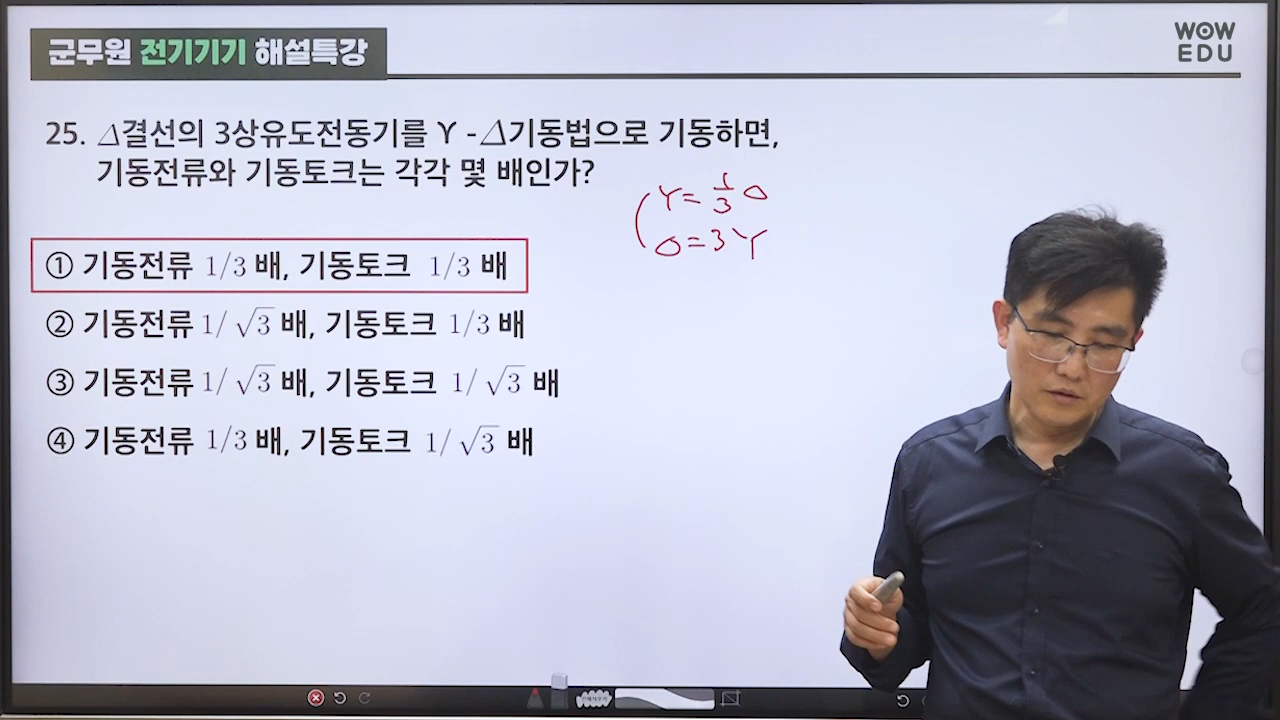 군무원 전기기기 해설특강
WOW
EDU
25. △결선의 3상유도전동기를 Y -△기동법으로 기동하면,
기동전류와 기동토크는 각각 몇 배인가?
Y = 1/3 △
△ = 3 Y
① 기동전류 1/3 배, 기동토크 1/3 배
② 기동전류 1/√3 배, 기동토크 1/3 배
③ 기동전류 1/√3 배, 기동토크 1/√3 배
④ 기동전류 1/3 배, 기동토크 1/√3 배